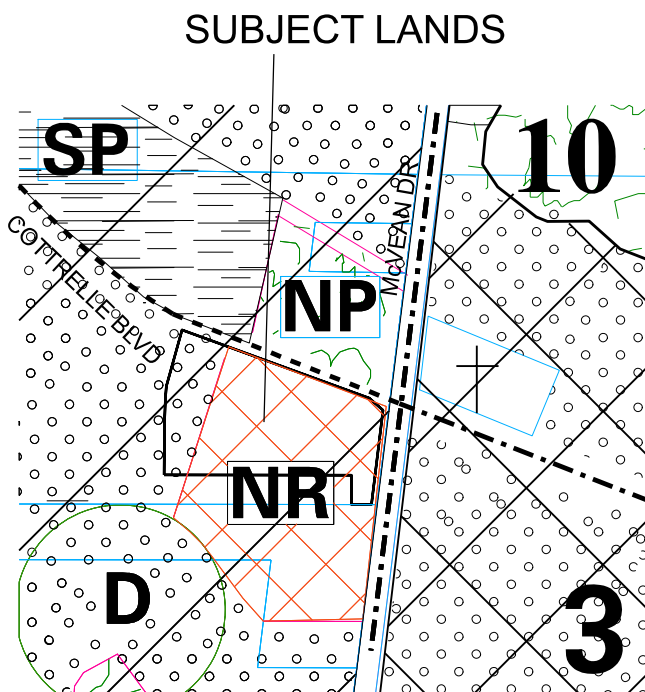 SUBJECT LANDS
SP
10
McVEAN DR
COTTRELLE BLVD
NP
NR
D
3